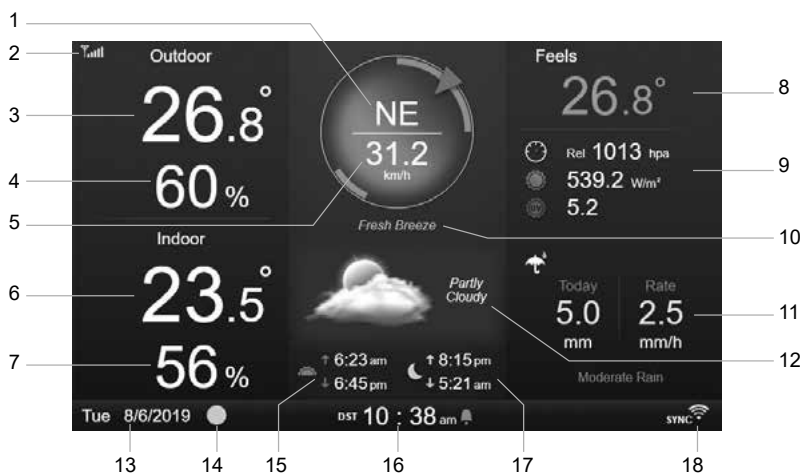 1
2
3
4
5
6
7
8
9
10
11
12
13
14
15
16
17
18
Outdoor
26.8°
60 %
Indoor
23.5°
56 %
NE
31.2
km/h
Fresh Breeze
Partly
Cloudy
↑ 6:23 am
↓ 6:45 pm
↑ 8:15 pm
↓ 5:21 am
Feels
26.8°
Rel 1013 hpa
539.2 W/m²
UV 5.2
Today
5.0
mm
Rate
2.5
mm/h
Moderate Rain
Tue 8/6/2019
DST 10 : 38 am
SYNC